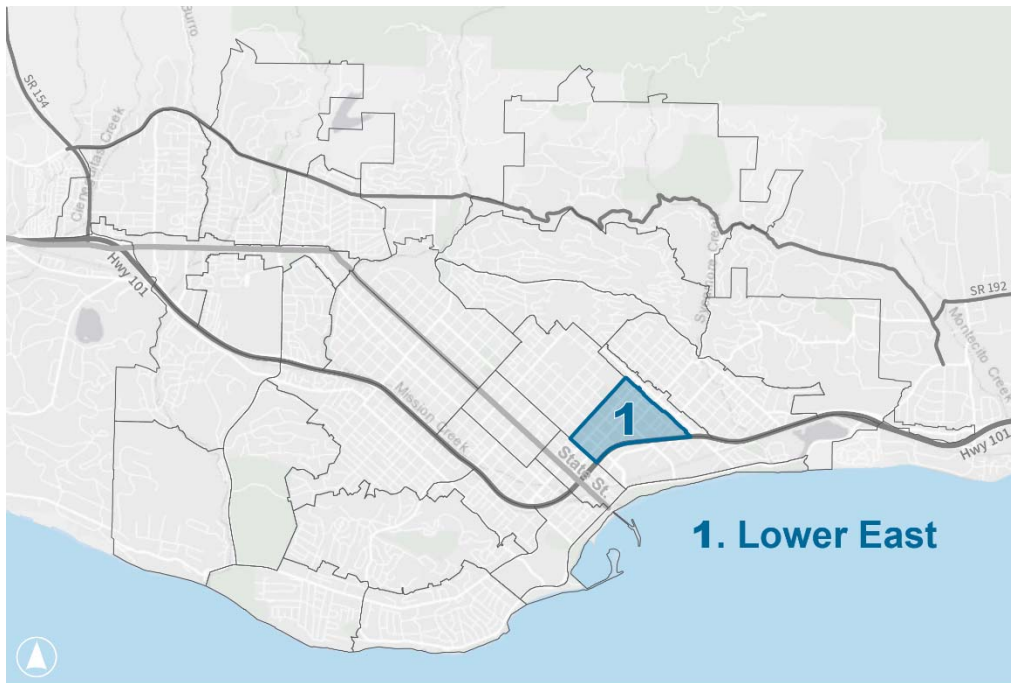 Burro
SR 154
Cieneguitas Creek
Hwy 101
Sycamore Creek
SR 192
Montecito Creek
Mission Creek
1
State St.
Hwy 101
1. Lower East